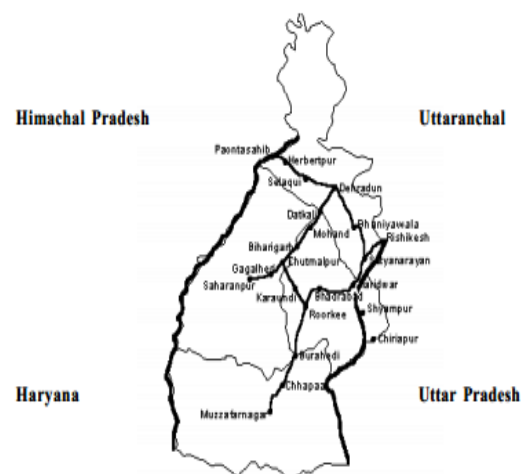 Himachal Pradesh
Uttaranchal
Paontasahib
Herbertpur
Selaqui
Dehradun
Datkali
Bhaniyawala
Mohand
Rishikesh
Biharigarh
Chutmalpur
Gagalhedi
Saharanpur
Karaundi
Bhadrabad
Roorkee
Shyampur
Chiriapur
Burahedi
Haryana
Chhapaa
Uttar Pradesh
Muzzafarnagar